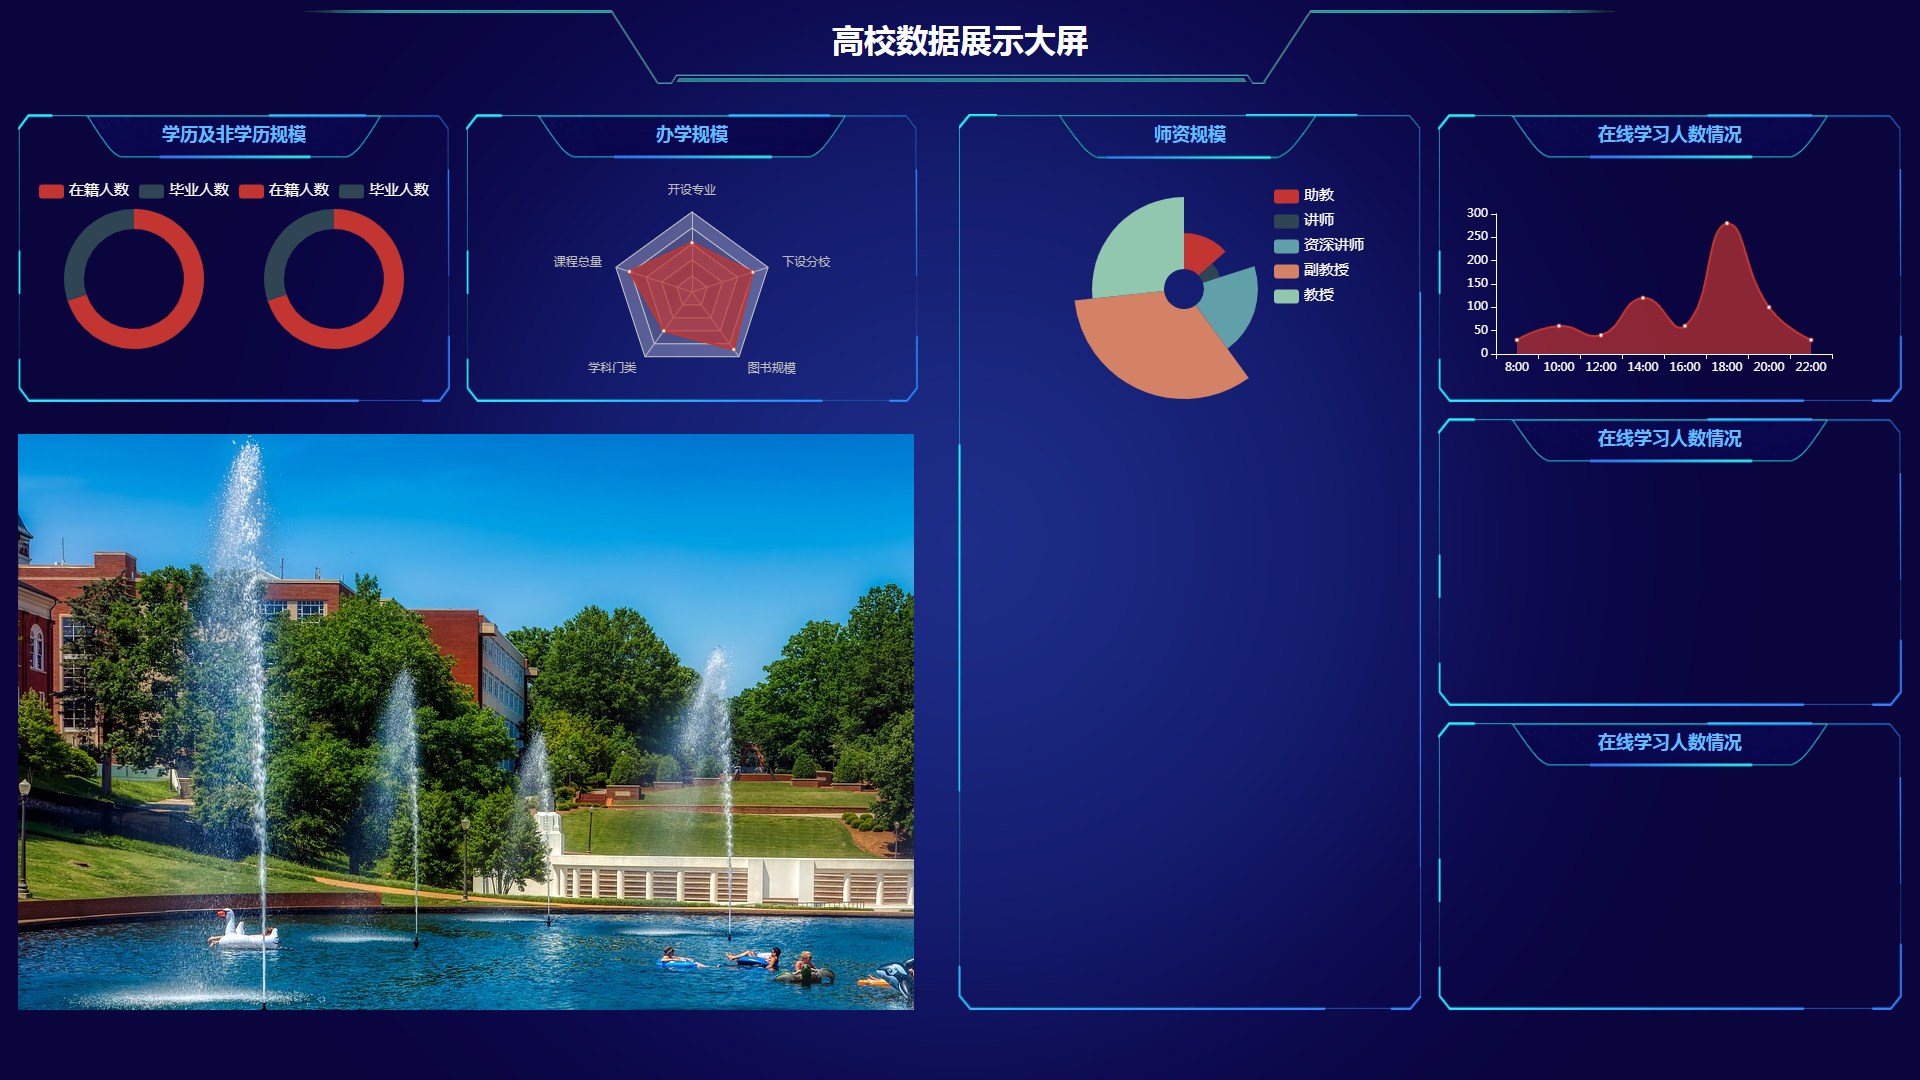 高校数据展示大屏
学历及非学历规模
在籍人数 毕业人数 在籍人数 毕业人数
办学规模
开设专业
课程总量
下设分校
学科门类
图书规模
师资规模
助教
讲师
资深讲师
副教授
教授
在线学习人数情况
300
250
200
150
100
50
0
8:00 10:00 12:00 14:00 16:00 18:00 20:00 22:00
在线学习人数情况
在线学习人数情况